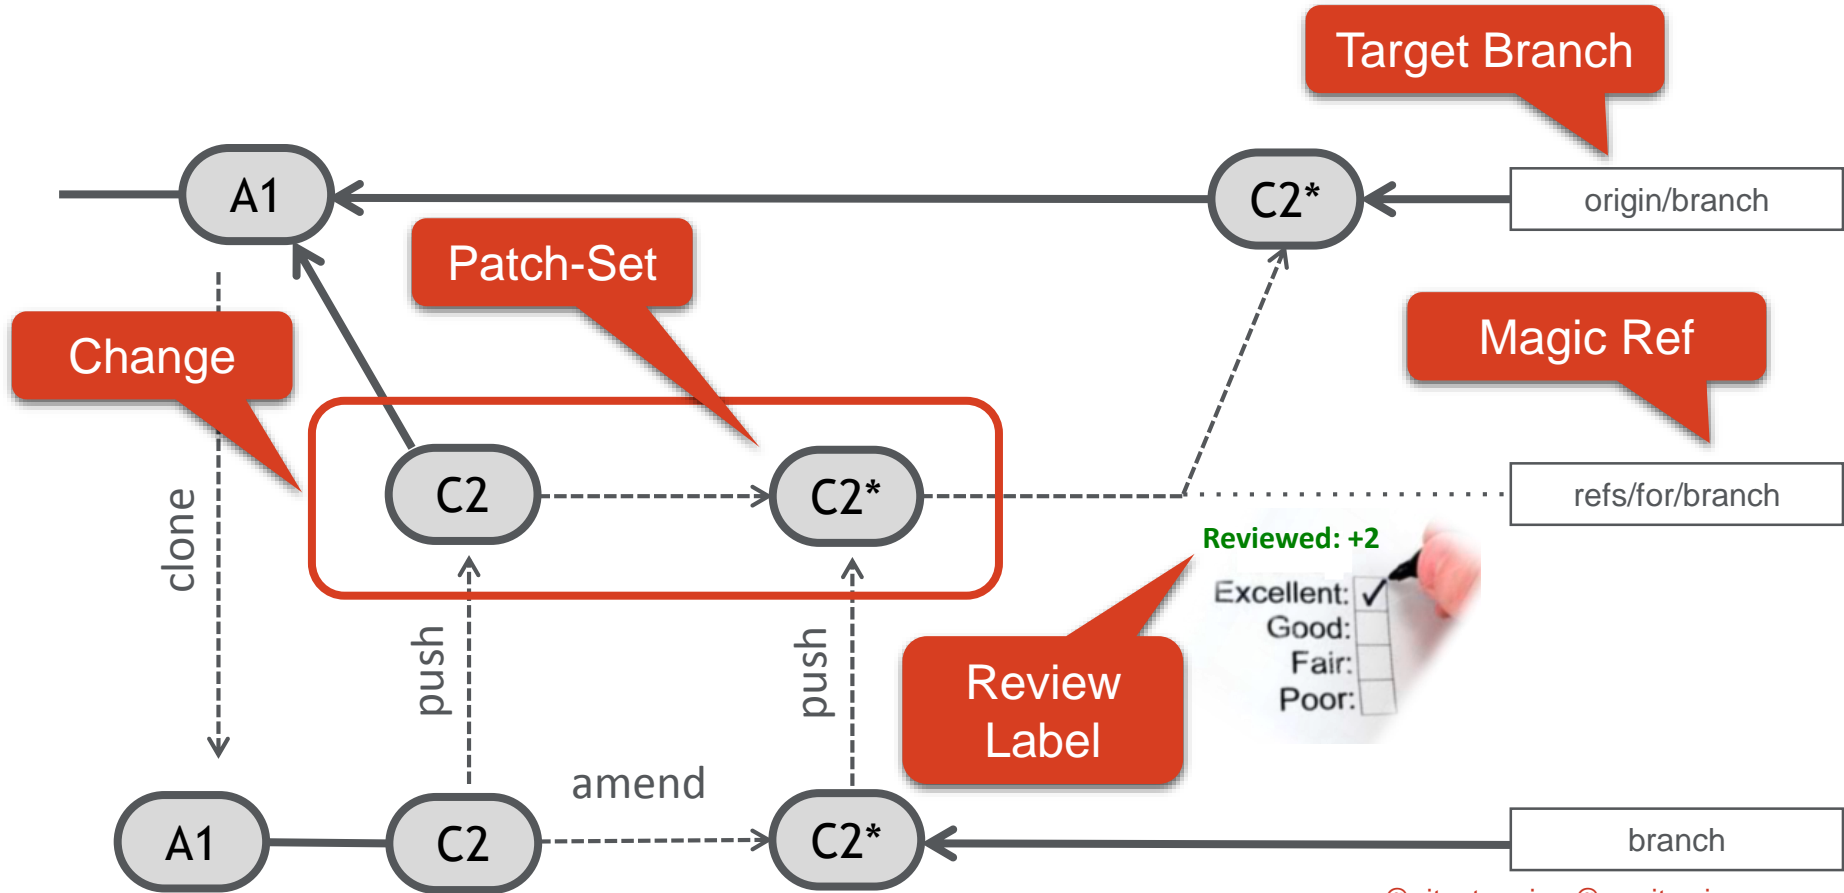 Target Branch
A1
C2*
origin/branch
Patch-Set
Change
Magic Ref
C2
C2*
refs/for/branch
clone
Reviewed: +2
Excellent:
Good:
Fair:
Poor:
push
push
Review
Label
amend
A1
C2
C2*
branch